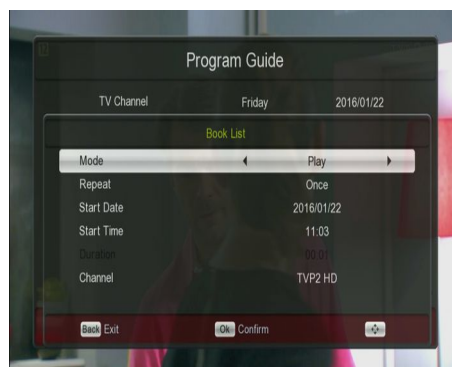 Program Guide
TV Channel Friday 2016/01/22
Book List
Mode Play
Repeat Once
Start Date 2016/01/22
Start Time 11:03
Duration 00:01
Channel TVP2 HD
Back Exit Ok Confirm